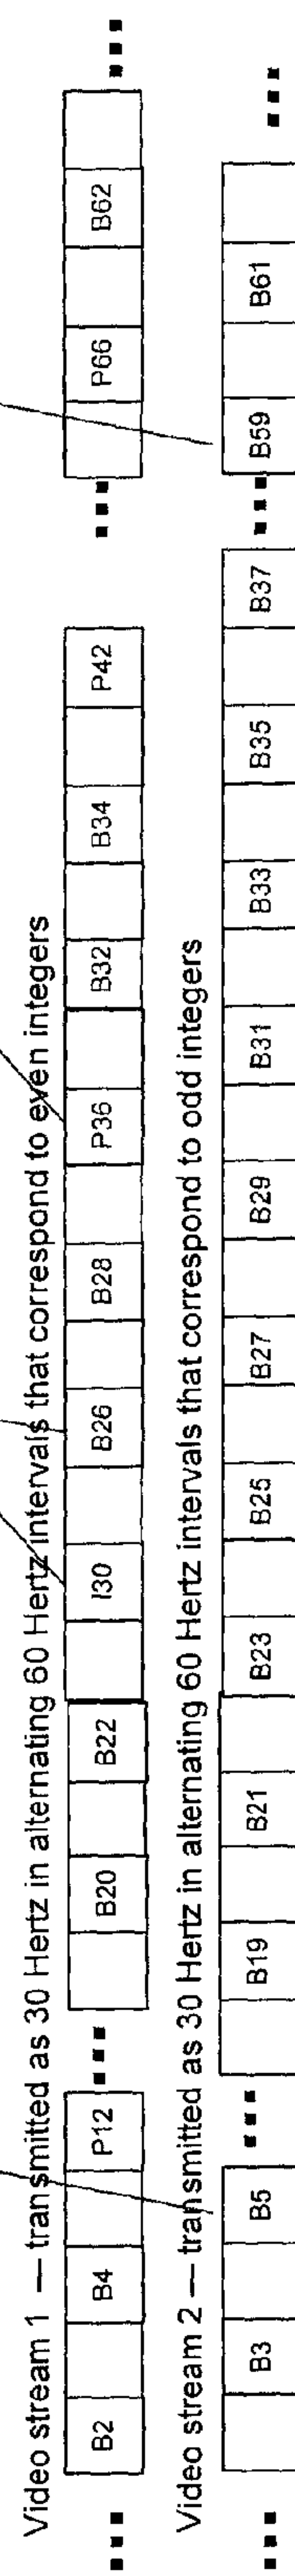 Video stream 1 — transmitted as 30 Hertz in alternating 60 Hertz intervals that correspond to even integers
B2 B4 P12 B20 B22 I30 B26 B28 P36 B32 B34 P42 P66 B62
Video stream 2 — transmitted as 30 Hertz in alternating 60 Hertz intervals that correspond to odd integers
B3 B5 B19 B21 B23 B25 B27 B29 B31 B33 B35 B37 B59 B61